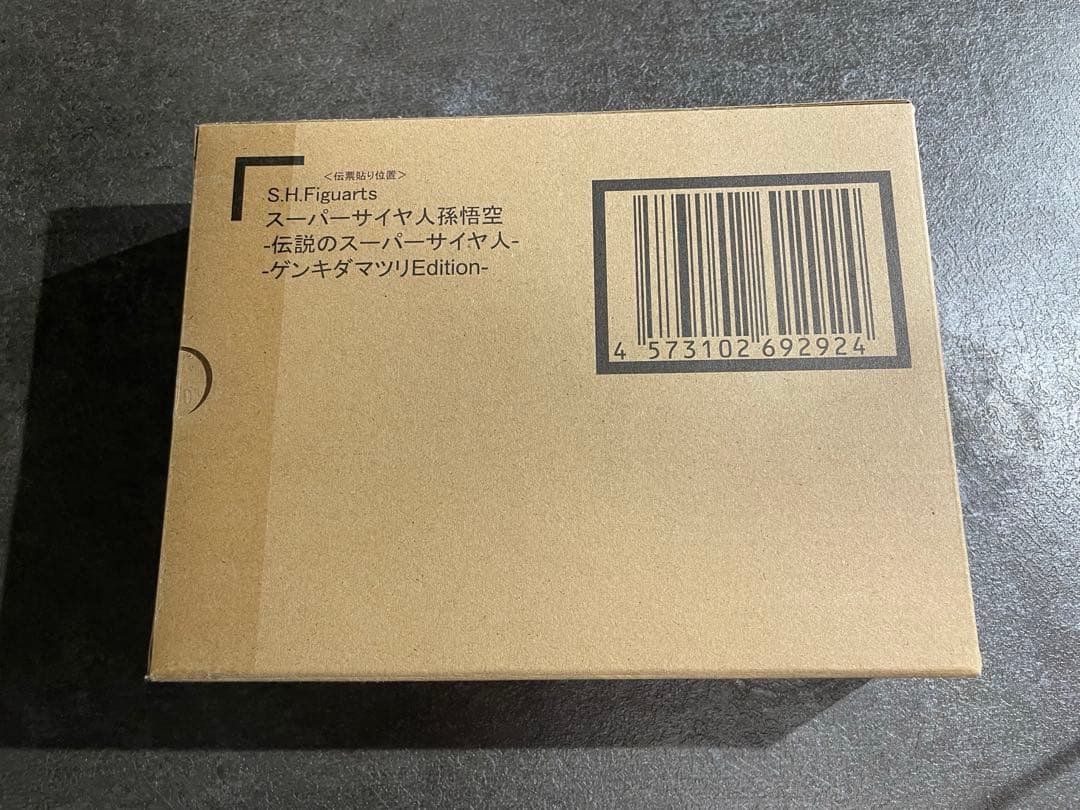 <伝票貼り位置>
S.H.Figuarts
スーパーサイヤ人孫悟空
-伝説のスーパーサイヤ人-
-ゲンキダマツリEdition-
4 573102 692924